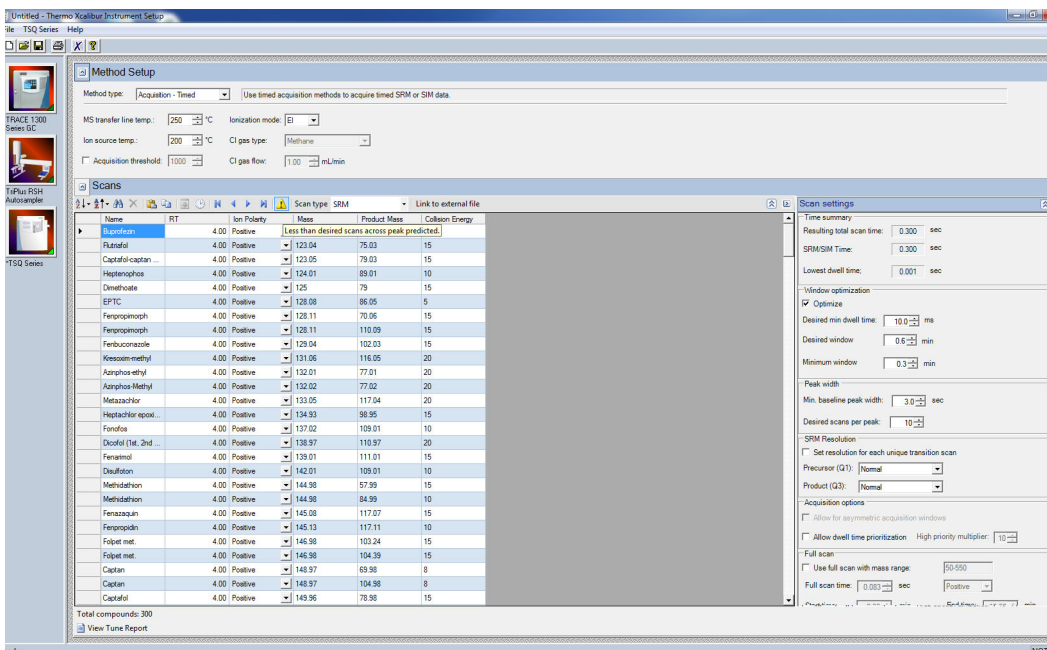 Untitled - Thermo Xcalibur Instrument Setup
File TSQ Series Help
TRACE 1300
Series GC
TriPlus RSH
Autosampler
*TSQ Series
Method Setup
Method type: Acquisition - Timed Use timed acquisition methods to acquire timed SRM or SIM data.
MS transfer line temp.: 250 °C Ionization mode: EI
Ion source temp.: 200 °C CI gas type: Methane
Acquisition threshold: 1000 CI gas flow: 1.00 mL/min
Scans
Scan type SRM Link to external file
Name RT Ion Polarity Mass Product Mass Collision Energy
Buprofezin 4.00 Positive Less than desired scans across peak predicted.
Flutriafol 4.00 Positive 123.04 75.03 15
Captafol-captan ... 4.00 Positive 123.05 79.03 15
Heptenophos 4.00 Positive 124.01 89.01 10
Dimethoate 4.00 Positive 125 79 15
EPTC 4.00 Positive 128.08 86.05 5
Fenpropimorph 4.00 Positive 128.11 70.06 15
Fenpropimorph 4.00 Positive 128.11 110.09 15
Fenbuconazole 4.00 Positive 129.04 102.03 15
Kresoxim-methyl 4.00 Positive 131.06 116.05 20
Azinphos-ethyl 4.00 Positive 132.01 77.01 20
Azinphos-Methyl 4.00 Positive 132.02 77.02 20
Metazachlor 4.00 Positive 133.05 117.04 20
Heptachlor epoxi... 4.00 Positive 134.93 98.95 15
Fonofos 4.00 Positive 137.02 109.01 10
Dicofol (1st, 2nd ... 4.00 Positive 138.97 110.97 20
Fenarimol 4.00 Positive 139.01 111.01 15
Disulfoton 4.00 Positive 142.01 109.01 10
Methidathion 4.00 Positive 144.98 57.99 15
Methidathion 4.00 Positive 144.98 84.99 10
Fenazaquin 4.00 Positive 145.08 117.07 15
Fenpropidin 4.00 Positive 145.13 117.11 10
Folpet met. 4.00 Positive 146.98 103.24 15
Folpet met. 4.00 Positive 146.98 104.39 15
Captan 4.00 Positive 148.97 69.98 8
Captan 4.00 Positive 148.97 104.98 8
Captafol 4.00 Positive 149.96 78.98 15
Total compounds: 300
View Tune Report
Scan settings
Time summary
Resulting total scan time: 0.300 sec
SRM/SIM Time: 0.300 sec
Lowest dwell time; 0.001 sec
Window optimization
Optimize
Desired min dwell time: 10.0 ms
Desired window 0.6 min
Minimum window 0.3 min
Peak width
Min. baseline peak width: 3.0 sec
Desired scans per peak: 10
SRM Resolution
Set resolution for each unique transition scan
Precursor (Q1): Normal
Product (Q3): Normal
Acquisition options
Allow for asymmetric acquisition windows
Allow dwell time prioritization High priority multiplier: 10
Full scan
Use full scan with mass range: 50-550
Full scan time: 0.083 sec Positive